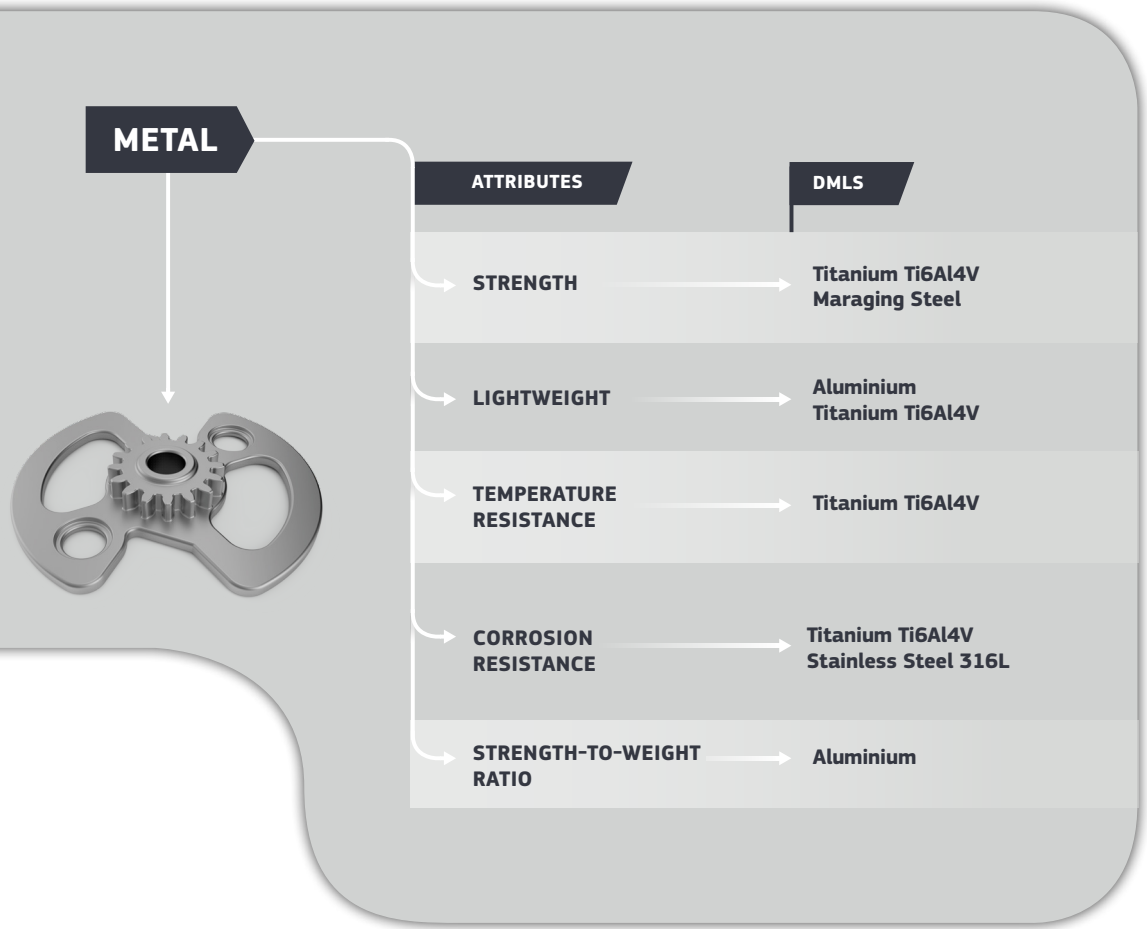 METAL
ATTRIBUTES
DMLS
STRENGTH
Titanium Ti6Al4V
Maraging Steel
LIGHTWEIGHT
Aluminium
Titanium Ti6Al4V
TEMPERATURE
RESISTANCE
Titanium Ti6Al4V
CORROSION
RESISTANCE
Titanium Ti6Al4V
Stainless Steel 316L
STRENGTH-TO-WEIGHT
RATIO
Aluminium